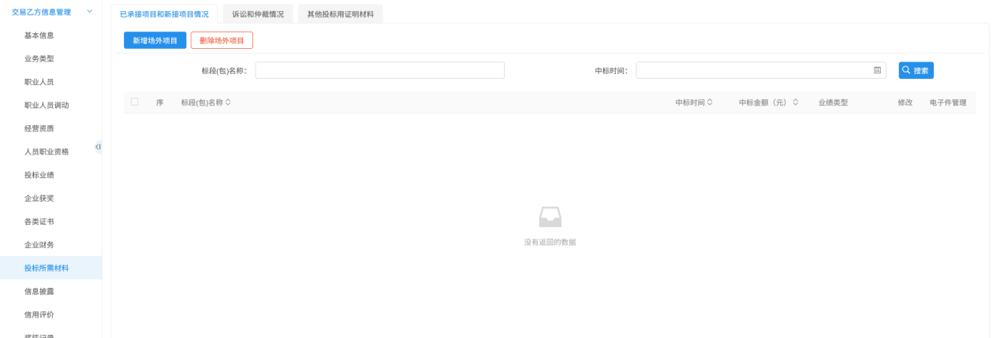 交易乙方信息管理
基本信息
业务类型
职业人员
职业人员调动
经营资质
人员职业资格
投标业绩
企业获奖
各类证书
企业财务
投标所需材料
信息披露
信用评价
奖惩记录
已承接项目和新接项目情况
诉讼和仲裁情况
其他投标用证明材料
新增场外项目
删除场外项目
标段(包)名称：
中标时间：
搜索
序
标段(包)名称
中标时间
中标金额（元）
业绩类型
修改
电子件管理
没有返回的数据